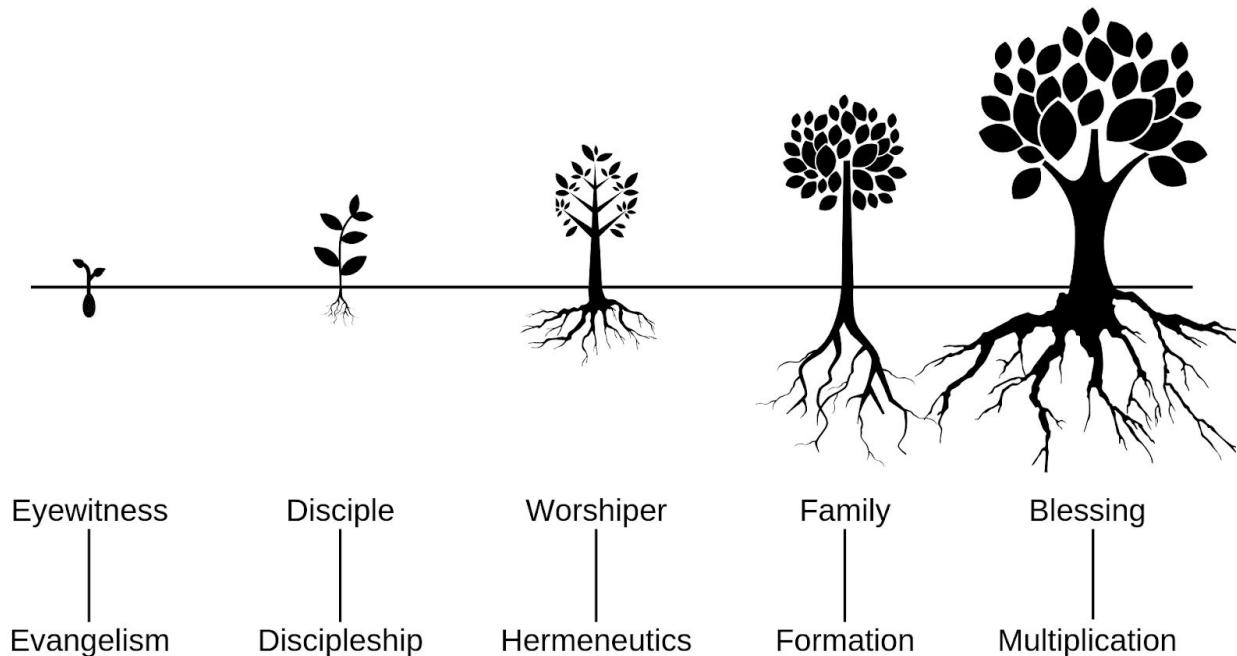 Eyewitness Disciple Worshiper Family Blessing
Evangelism Discipleship Hermeneutics Formation Multiplication